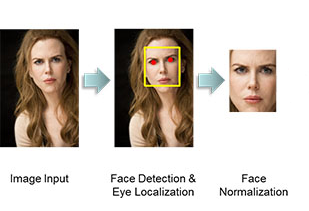 Image Input
Face Detection &
Eye Localization
Face
Normalization